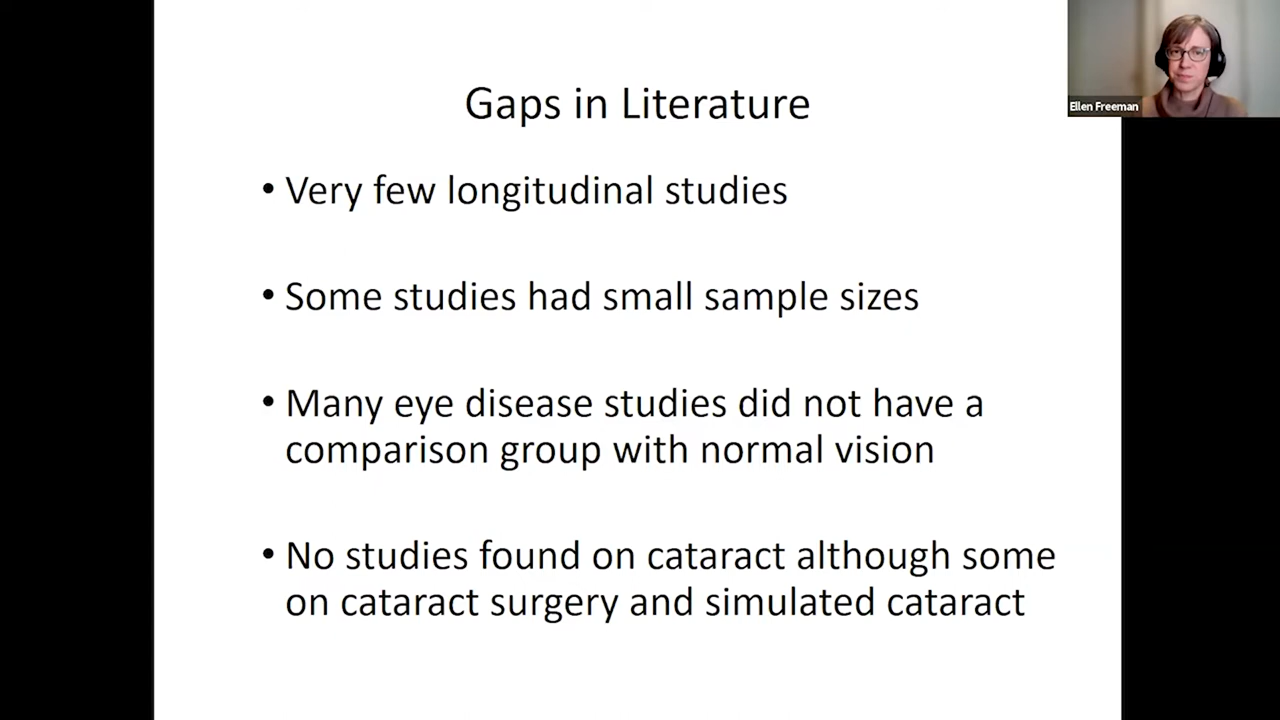 Gaps in Literature
• Very few longitudinal studies
• Some studies had small sample sizes
• Many eye disease studies did not have a
comparison group with normal vision
• No studies found on cataract although some
on cataract surgery and simulated cataract
Ellen Freeman